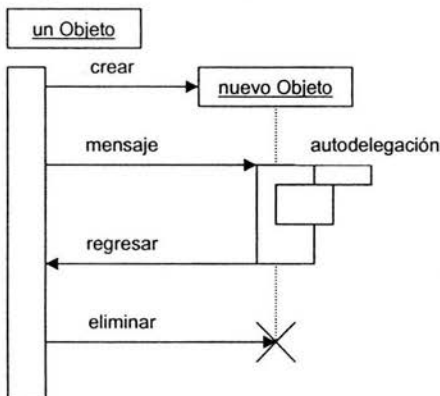 un Objeto
crear
nuevo Objeto
mensaje
autodelegación
regresar
eliminar